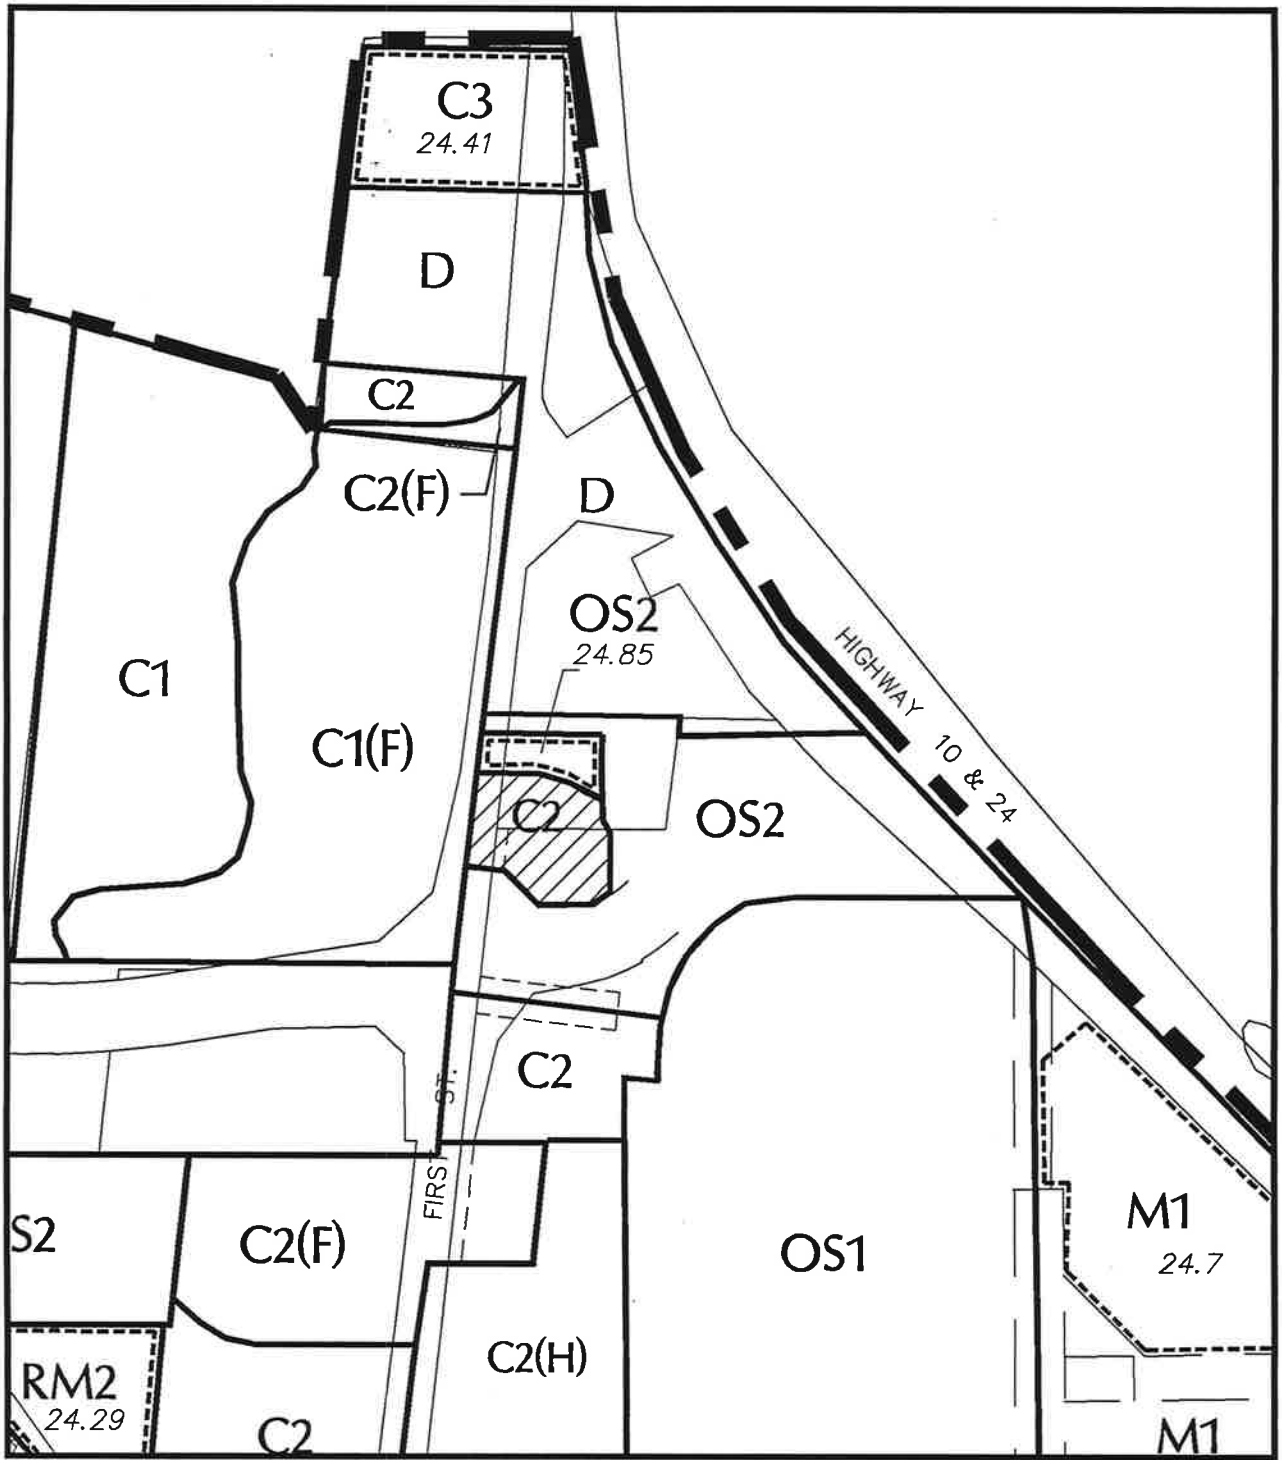 C3
24.41
D
C2
C2(F)
D
OS2
24.85
C1
C1(F)
HIGHWAY 10 & 24
C2
OS2
C2
FIRST ST.
S2
C2(F)
OS1
M1
24.7
C2(H)
RM2
24.29
C2
M1